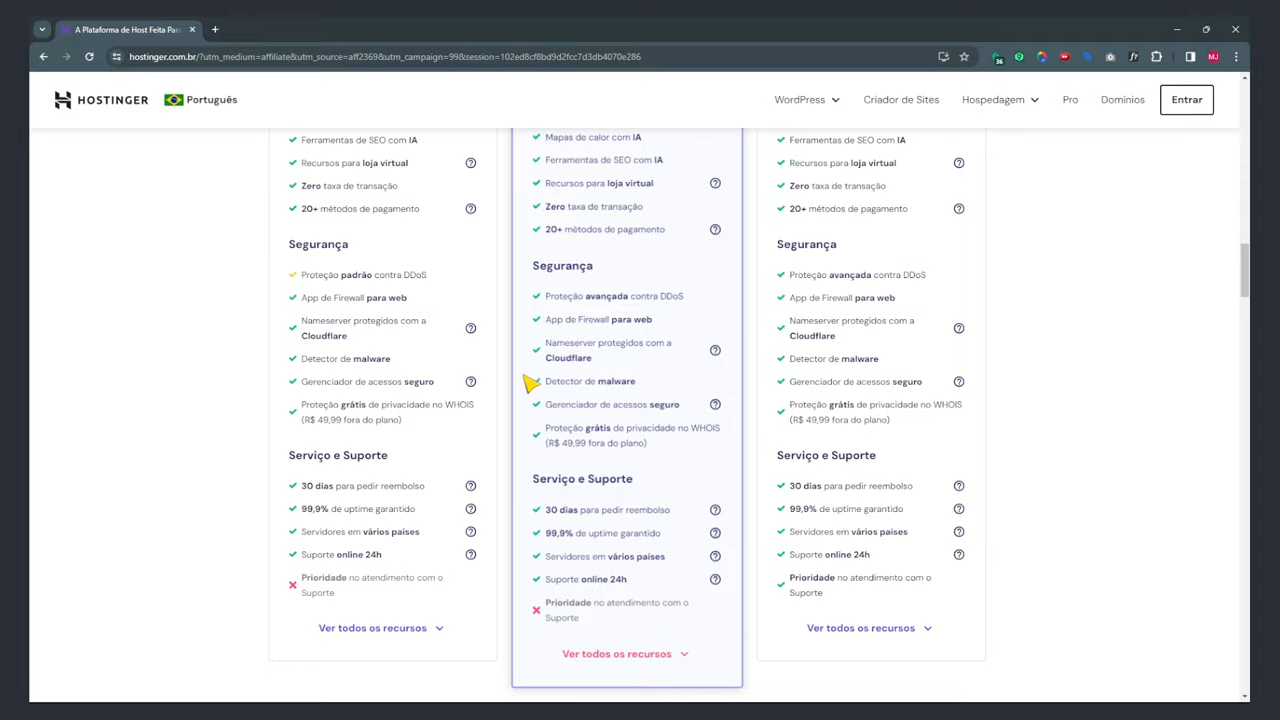 A Plataforma de Host Feita Par
hostinger.com.br/?utm_medium=affiliate&utm_source=aff2369&utm_campaign=99&session=102ed8cf8bd9d2fcc7d3db4070e286
36
MJ
HOSTINGER
Português
WordPress
Criador de Sites
Hospedagem
Pro
Domínios
Entrar
Ferramentas de SEO com IA
Recursos para loja virtual
Zero taxa de transação
20+ métodos de pagamento
Segurança
Proteção padrão contra DDoS
App de Firewall para web
Nameserver protegidos com a
Cloudflare
Detector de malware
Gerenciador de acessos seguro
Proteção grátis de privacidade no WHOIS
(R$ 49,99 fora do plano)
Serviço e Suporte
30 dias para pedir reembolso
99,9% de uptime garantido
Servidores em vários países
Suporte online 24h
Prioridade no atendimento com o
Suporte
Ver todos os recursos
Mapas de calor com IA
Ferramentas de SEO com IA
Recursos para loja virtual
Zero taxa de transação
20+ métodos de pagamento
Segurança
Proteção avançada contra DDoS
App de Firewall para web
Nameserver protegidos com a
Cloudflare
Detector de malware
Gerenciador de acessos seguro
Proteção grátis de privacidade no WHOIS
(R$ 49,99 fora do plano)
Serviço e Suporte
30 dias para pedir reembolso
99,9% de uptime garantido
Servidores em vários países
Suporte online 24h
Prioridade no atendimento com o
Suporte
Ver todos os recursos
Ferramentas de SEO com IA
Recursos para loja virtual
Zero taxa de transação
20+ métodos de pagamento
Segurança
Proteção avançada contra DDoS
App de Firewall para web
Nameserver protegidos com a
Cloudflare
Detector de malware
Gerenciador de acessos seguro
Proteção grátis de privacidade no WHOIS
(R$ 49,99 fora do plano)
Serviço e Suporte
30 dias para pedir reembolso
99,9% de uptime garantido
Servidores em vários países
Suporte online 24h
Prioridade no atendimento com o
Suporte
Ver todos os recursos